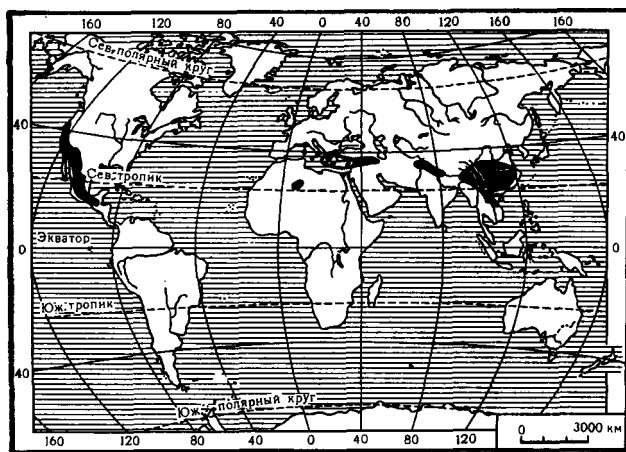 160 120 80 40 0 40 80 120 160 160
Сев. полярный круг
40 40
Сев. тропик
Экватор
0 0
Юж. тропик
40
Юж. полярный круг
0 3000 км
160 120 80 40 0 40 80 120